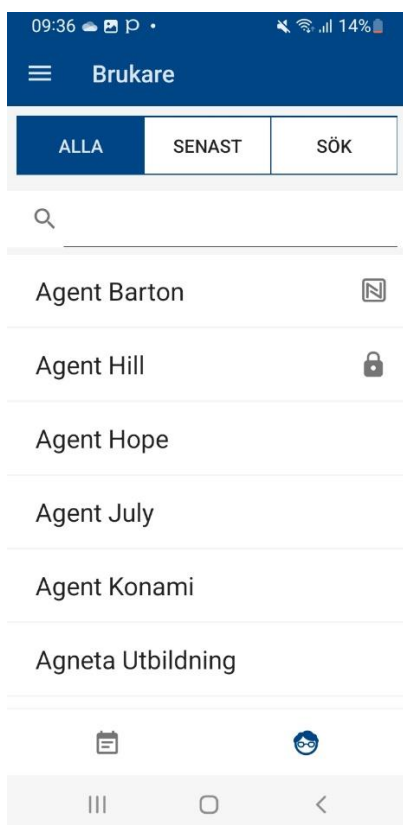 09:36
14%
Brukare
ALLA SENAST SÖK
Agent Barton
Agent Hill
Agent Hope
Agent July
Agent Konami
Agneta Utbildning